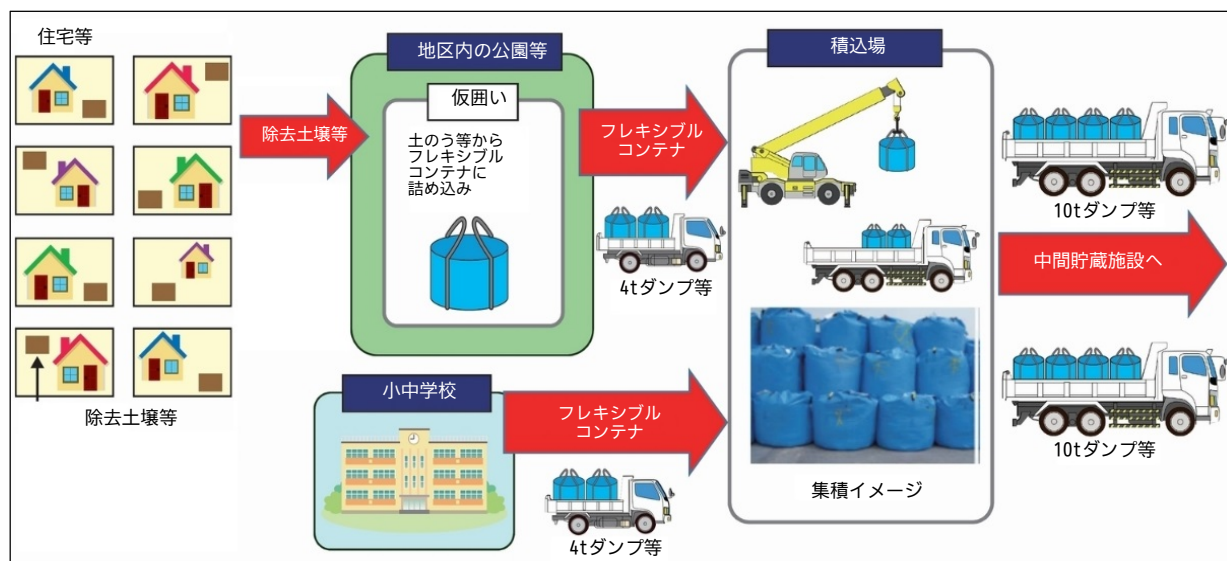 住宅等
除去土壌等
除去土壌等
地区内の公園等
仮囲い
土のう等から
フレキシブル
コンテナに
詰め込み
フレキシブル
コンテナ
4tダンプ等
小中学校
フレキシブル
コンテナ
4tダンプ等
積込場
集積イメージ
10tダンプ等
中間貯蔵施設へ
10tダンプ等